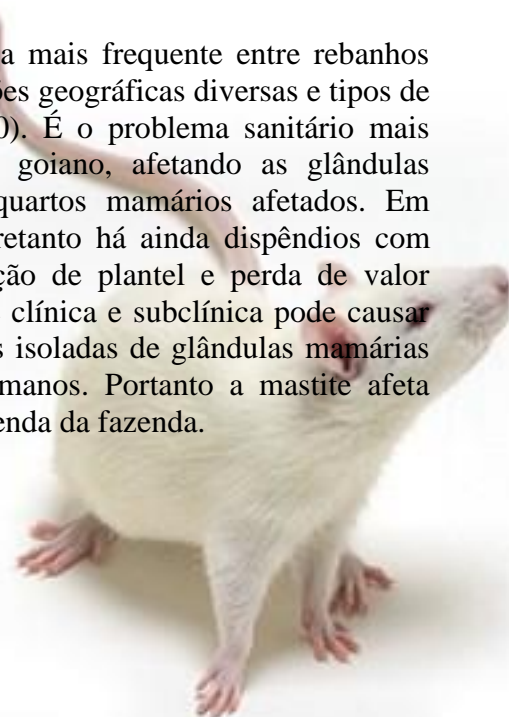 a mais frequente entre rebanhos
es geográficas diversas e tipos de
0). É o problema sanitário mais
goiano, afetando as glândulas
quartos mamários afetados. Em
retanto há ainda dispêndios com
ção de plantel e perda de valor
clínica e subclínica pode causar
s isoladas de glândulas mamárias
manos. Portanto a mastite afeta
enda da fazenda.